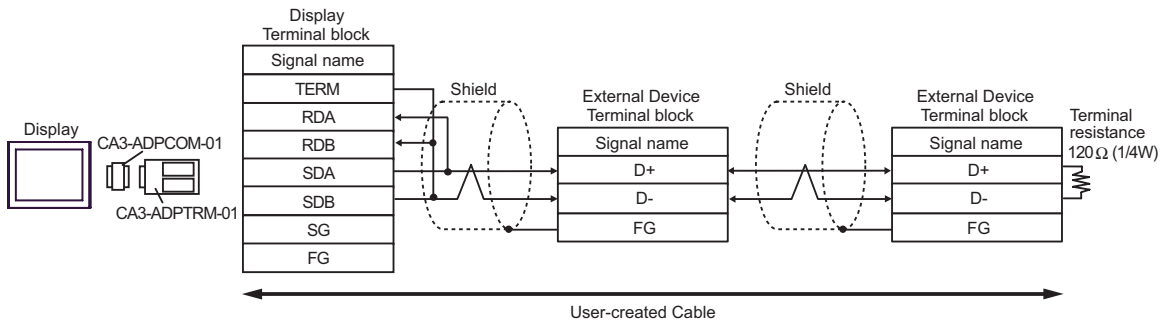 Display
CA3-ADPCOM-01
CA3-ADPTRM-01
Display
Terminal block
Signal name
TERM
RDA
RDB
SDA
SDB
SG
FG
Shield
External Device
Terminal block
Signal name
D+
D-
FG
Shield
External Device
Terminal block
Signal name
D+
D-
FG
Terminal
resistance
120Ω (1/4W)
User-created Cable